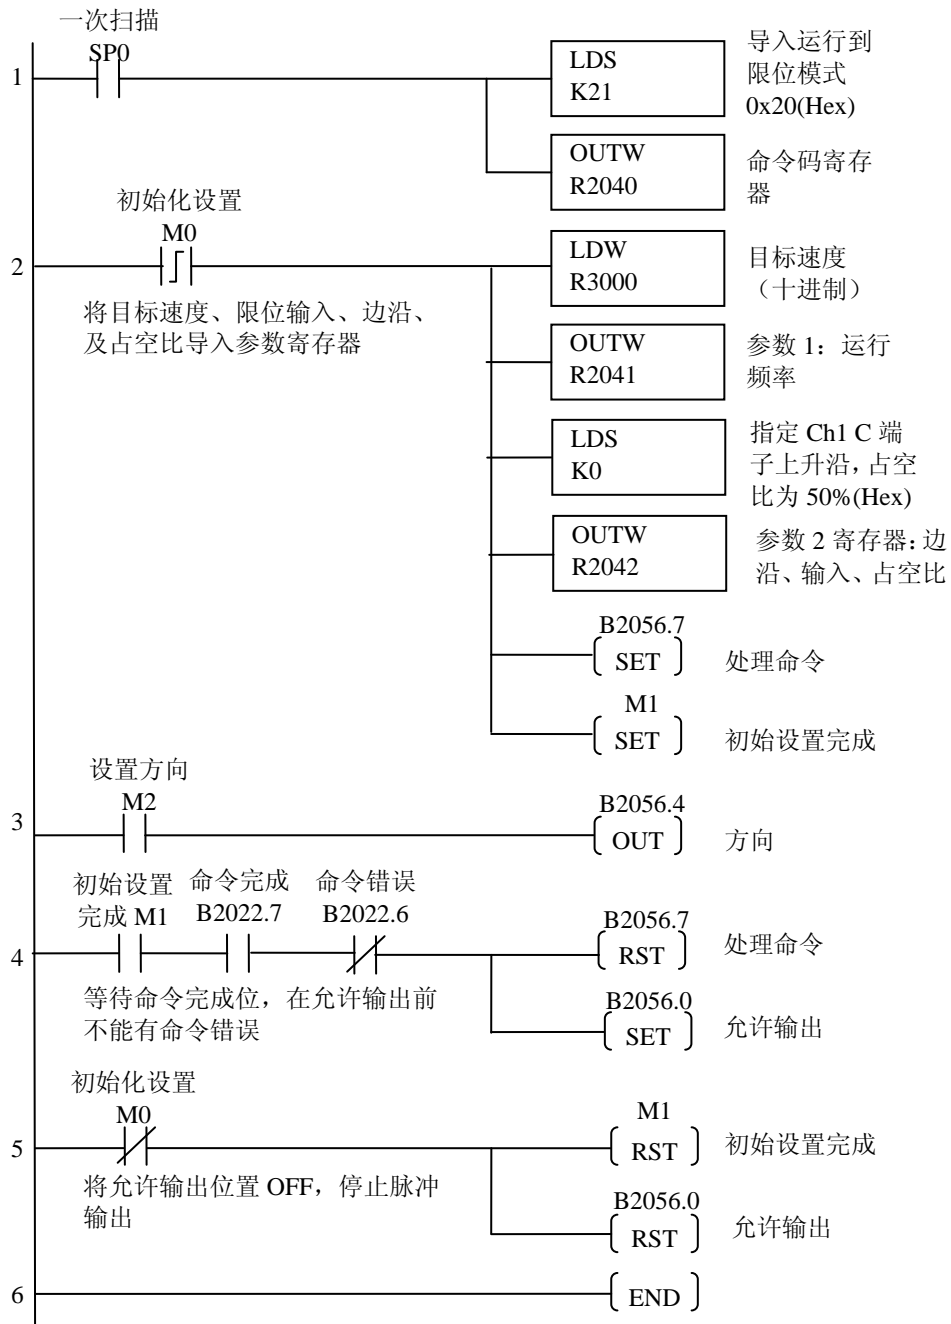 一次扫描
SP0
1
LDS
K21
导入运行到
限位模式
0x20(Hex)
OUTW
R2040
命令码寄存
器
初始化设置
M0
2
LDW
R3000
目标速度
（十进制）
将目标速度、限位输入、边沿、
及占空比导入参数寄存器
OUTW
R2041
参数 1：运行
频率
LDS
K0
指定 Ch1 C 端
子上升沿，占空
比为 50%(Hex)
OUTW
R2042
参数 2 寄存器：边
沿、输入、占空比
B2056.7
SET
处理命令
M1
SET
初始设置完成
设置方向
M2
3
B2056.4
OUT
方向
初始设置
完成 M1
命令完成
B2022.7
命令错误
B2022.6
4
B2056.7
RST
处理命令
等待命令完成位，在允许输出前
不能有命令错误
B2056.0
SET
允许输出
初始化设置
M0
5
M1
RST
初始设置完成
将允许输出位置 OFF，停止脉冲
输出
B2056.0
RST
允许输出
6
END